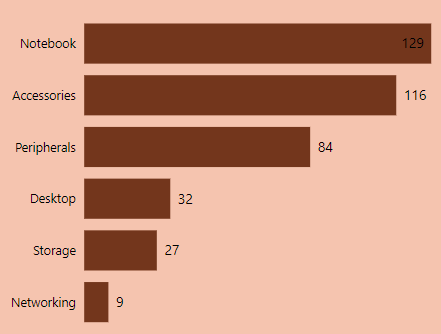 Notebook 129
Accessories 116
Peripherals 84
Desktop 32
Storage 27
Networking 9